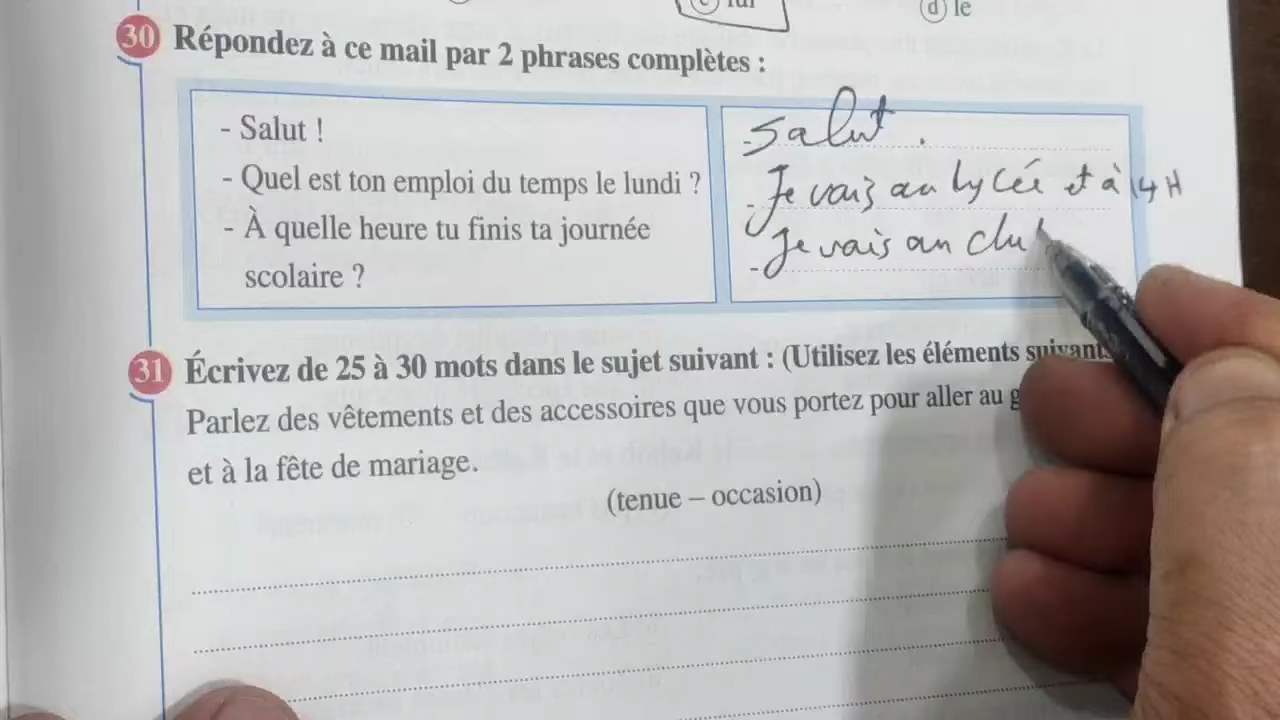 d le
30 Répondez à ce mail par 2 phrases complètes :
- Salut !
- Quel est ton emploi du temps le lundi ?
- À quelle heure tu finis ta journée
scolaire ?
- Salut.
- Je vais au lycée et à 14H
- Je vais au club
31 Écrivez de 25 à 30 mots dans le sujet suivant : (Utilisez les éléments suivants
Parlez des vêtements et des accessoires que vous portez pour aller au
et à la fête de mariage.
(tenue – occasion)